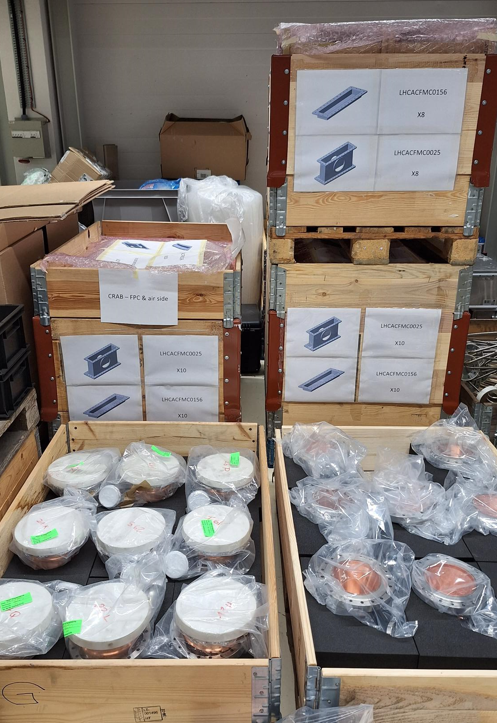 LHCACFMC0156
X8
LHCACFMC0025
X8
CRAB – FPC & air side
LHCACFMC0025
X10
LHCACFMC0156
X10
LHCACFMC0025
X10
LHCACFMC0156
X10
G